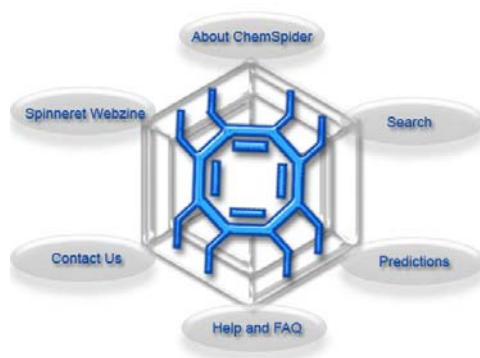 About ChemSpider
Spinneret Webzine
Search
Contact Us
Predictions
Help and FAQ